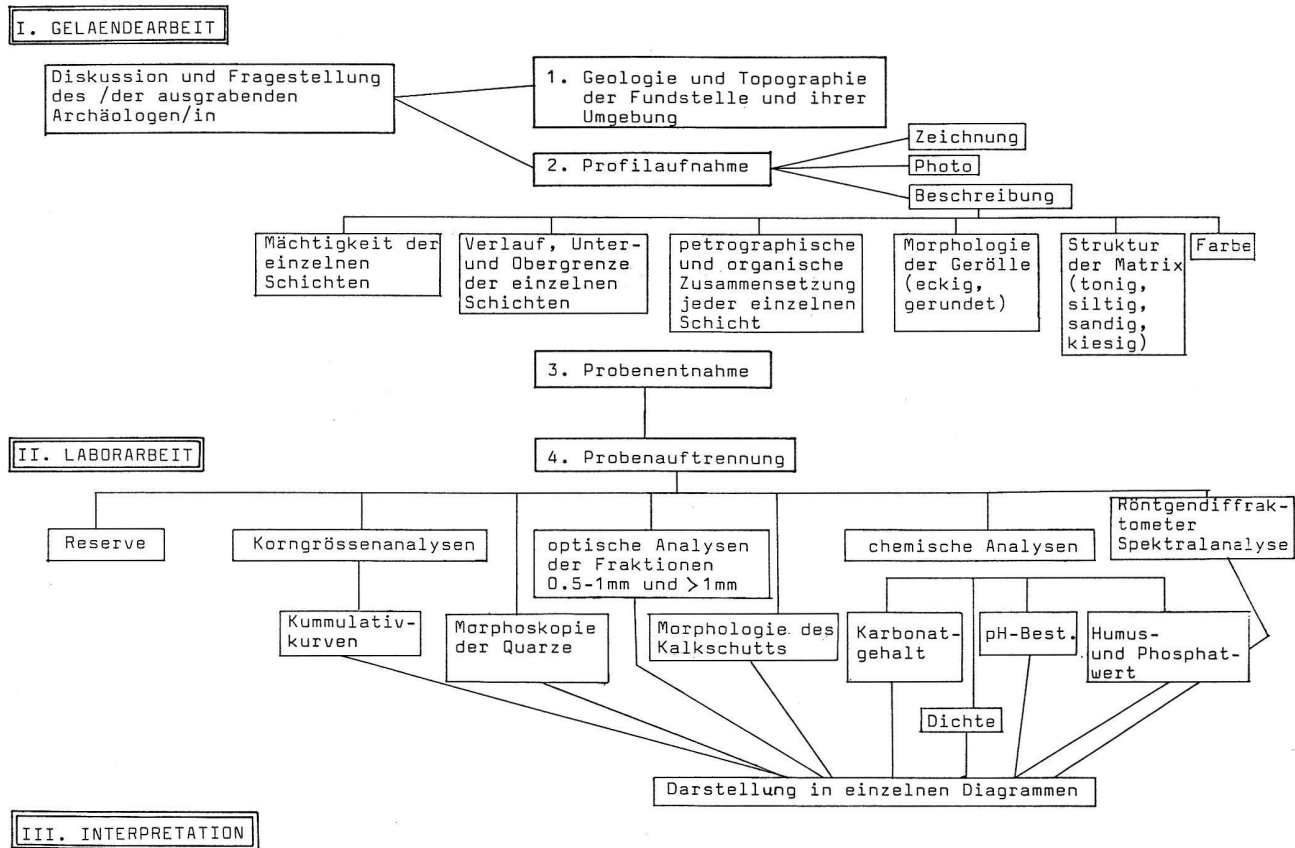 I. GELAENDEARBEIT
Diskussion und Fragestellung
des /der ausgrabenden
Archäologen/in
1. Geologie und Topographie
der Fundstelle und ihrer
Umgebung
2. Profilaufnahme
Zeichnung
Photo
Beschreibung
Mächtigkeit der
einzelnen
Schichten
Verlauf, Unter-
und Obergrenze
der einzelnen
Schichten
petrographische
und organische
Zusammensetzung
jeder einzelnen
Schicht
Morphologie
der Gerölle
(eckig,
gerundet)
Struktur
der Matrix
(tonig,
siltig,
sandig,
kiesig)
Farbe
3. Probenentnahme
II. LABORARBEIT
4. Probenauftrennung
Reserve
Korngrössenanalysen
optische Analysen
der Fraktionen
0.5-1mm und >1mm
chemische Analysen
Röntgendiffrak-
tometer
Spektralanalyse
Kummulativ-
kurven
Morphoskopie
der Quarze
Morphologie des
Kalkschutts
Karbonat-
gehalt
pH-Best.
Humus-
und Phosphat-
wert
Dichte
Darstellung in einzelnen Diagrammen
III. INTERPRETATION